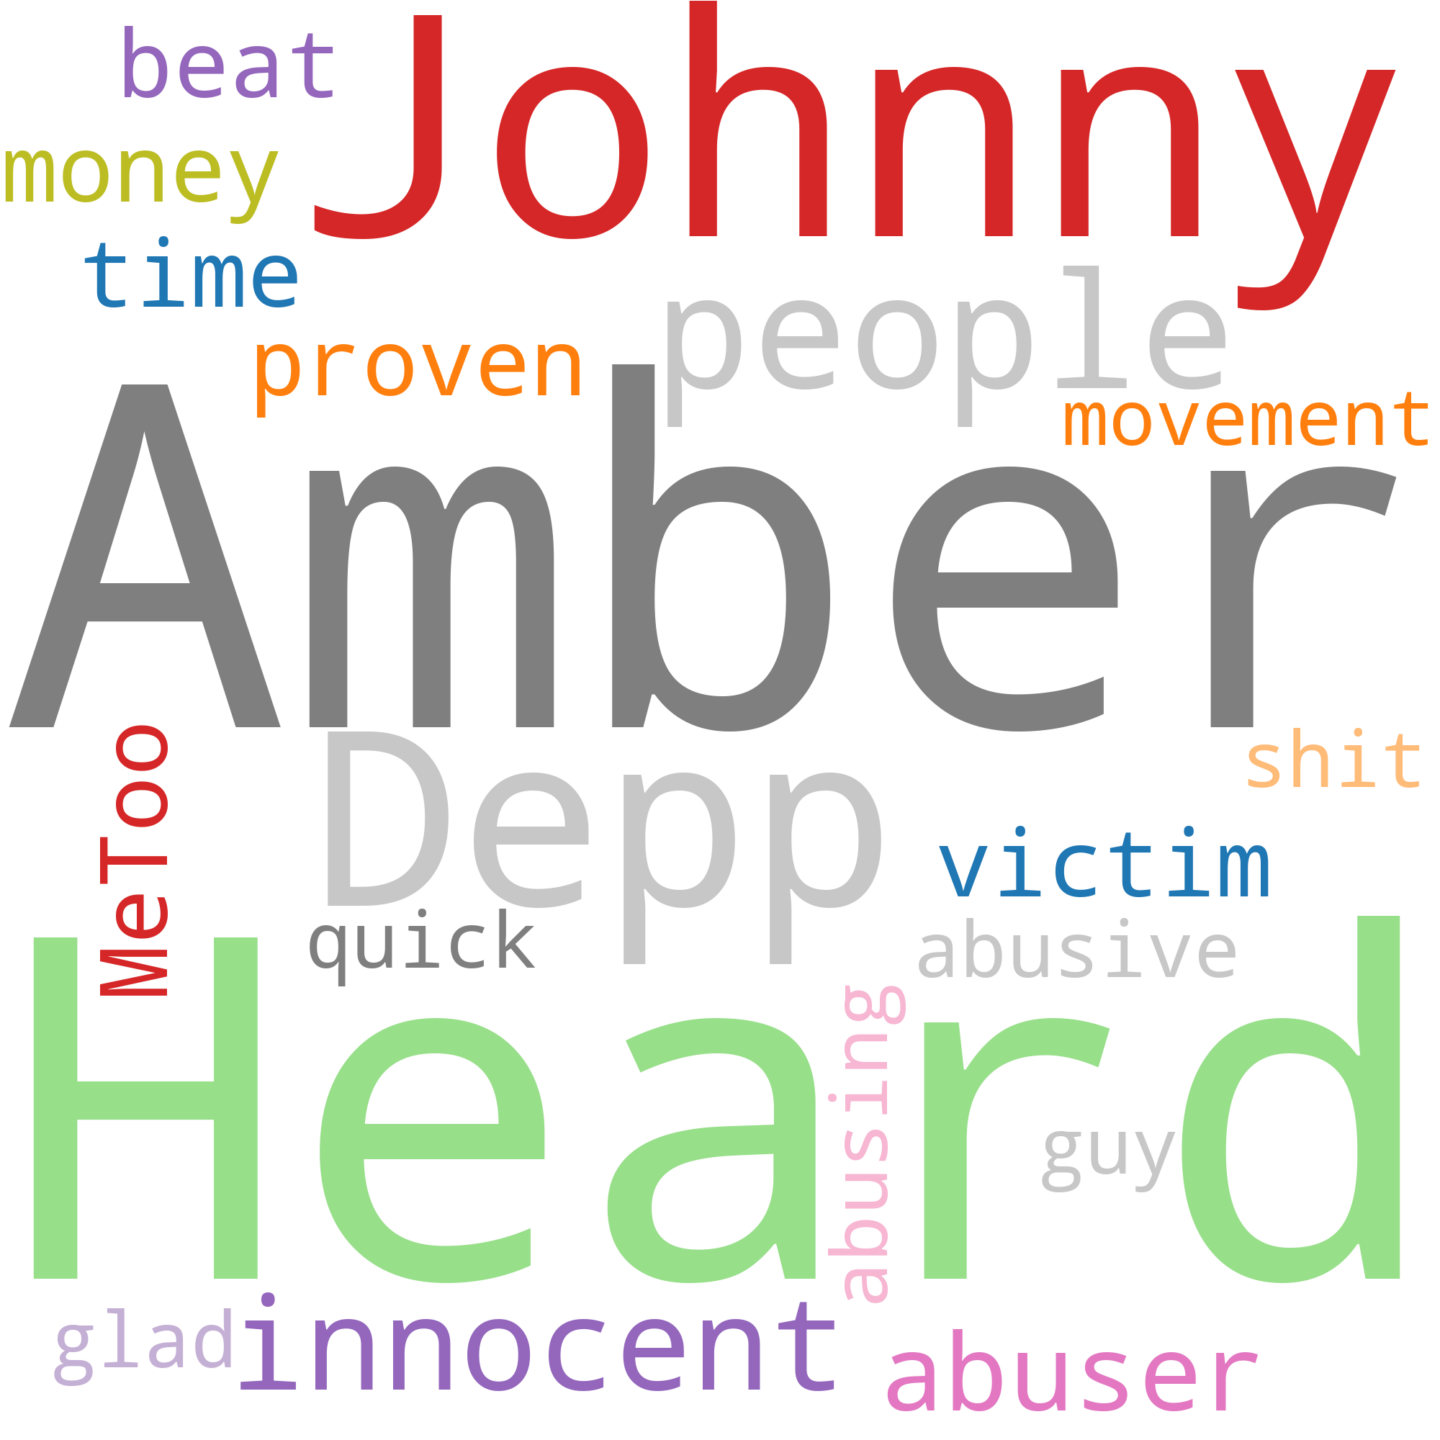 beat
Johnny
money
time
people
proven
movement
Amber
MeToo
Depp
shit
victim
quick
abusive
Heard
abusing
guy
glad
innocent
abuser